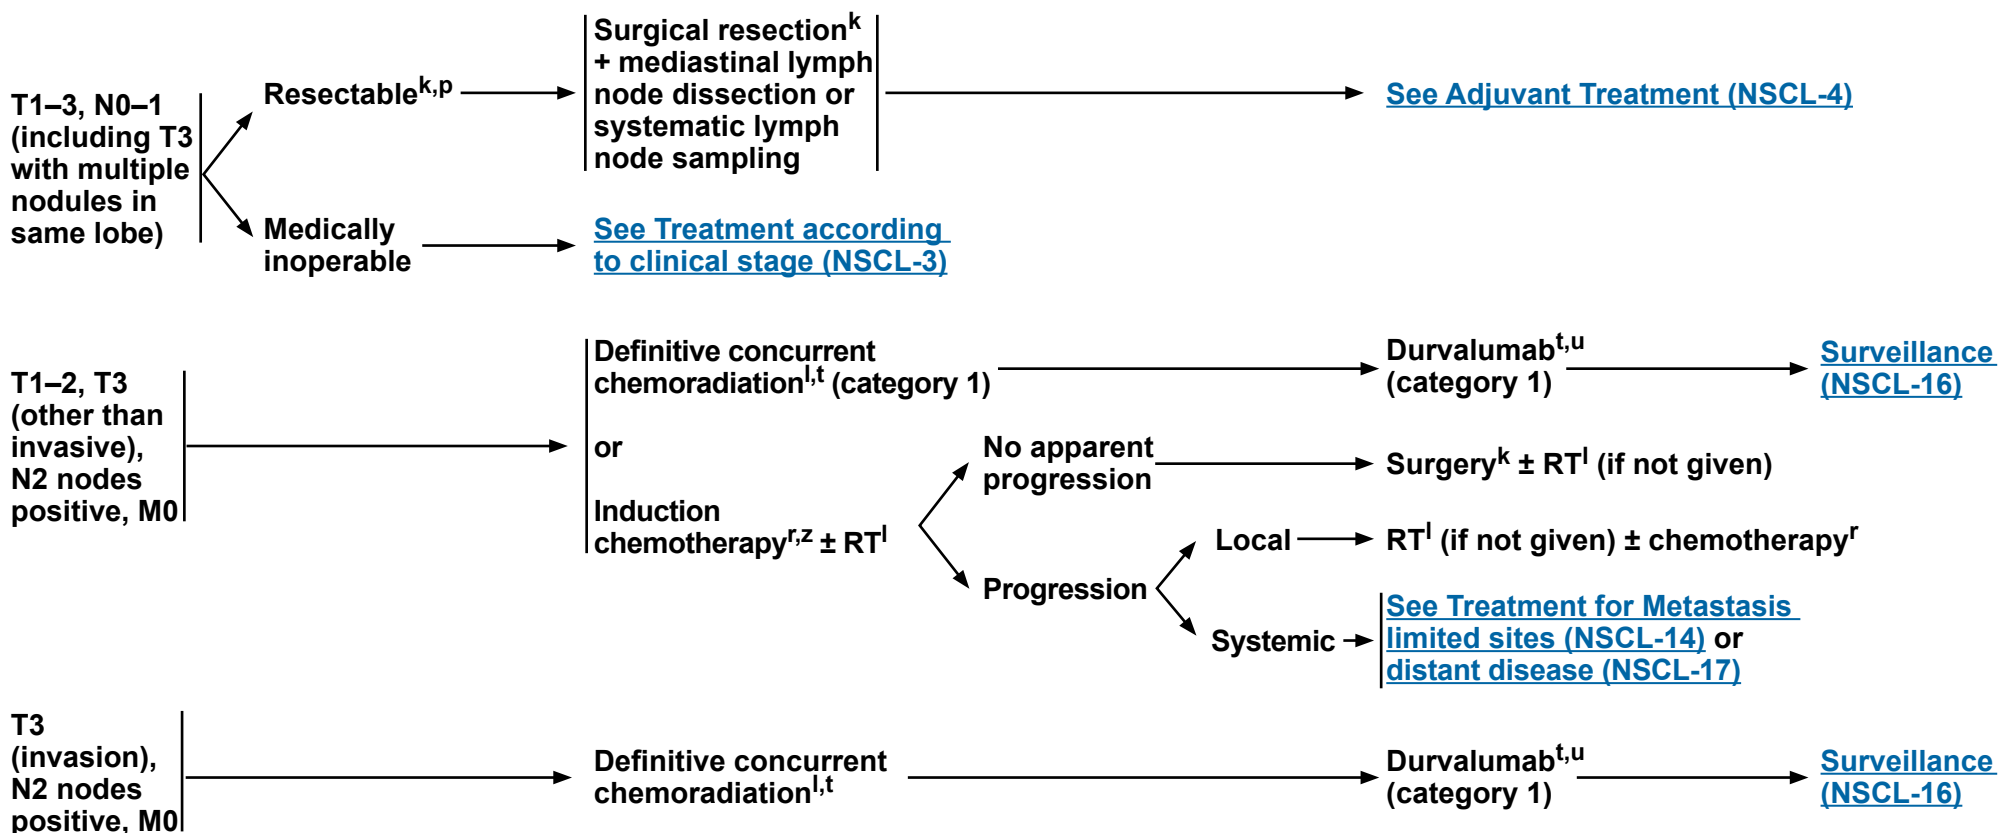 T1–3, N0–1
(including T3
with multiple
nodules in
same lobe)
Resectablek,p
Surgical resectionk
+ mediastinal lymph
node dissection or
systematic lymph
node sampling
See Adjuvant Treatment (NSCL-4)
Medically
inoperable
See Treatment according
to clinical stage (NSCL-3)
T1–2, T3
(other than
invasive),
N2 nodes
positive, M0
Definitive concurrent
chemoradiationl,t (category 1)
Durvalumabt,u
(category 1)
Surveillance
(NSCL-16)
or
Induction
chemotherapyr,z ± RTl
No apparent
progression
Surgeryk ± RTl (if not given)
Progression
Local
RTl (if not given) ± chemotherapyr
Systemic
See Treatment for Metastasis
limited sites (NSCL-14) or
distant disease (NSCL-17)
T3
(invasion),
N2 nodes
positive, M0
Definitive concurrent
chemoradiationl,t
Durvalumabt,u
(category 1)
Surveillance
(NSCL-16)